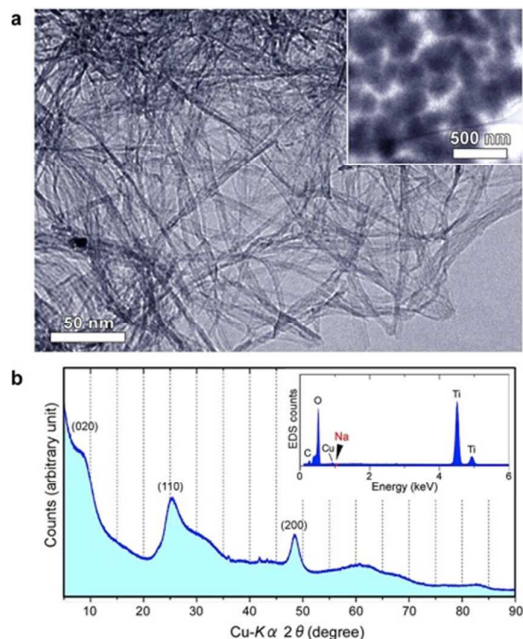 a
500 nm
50 nm
b
Counts (arbitrary unit)
(020)
(110)
(200)
EDS counts
C
O
Cu
Na
Ti
Ti
0 2 4 6
Energy (keV)
10 20 30 40 50 60 70 80 90
Cu-Kα 2θ (degree)